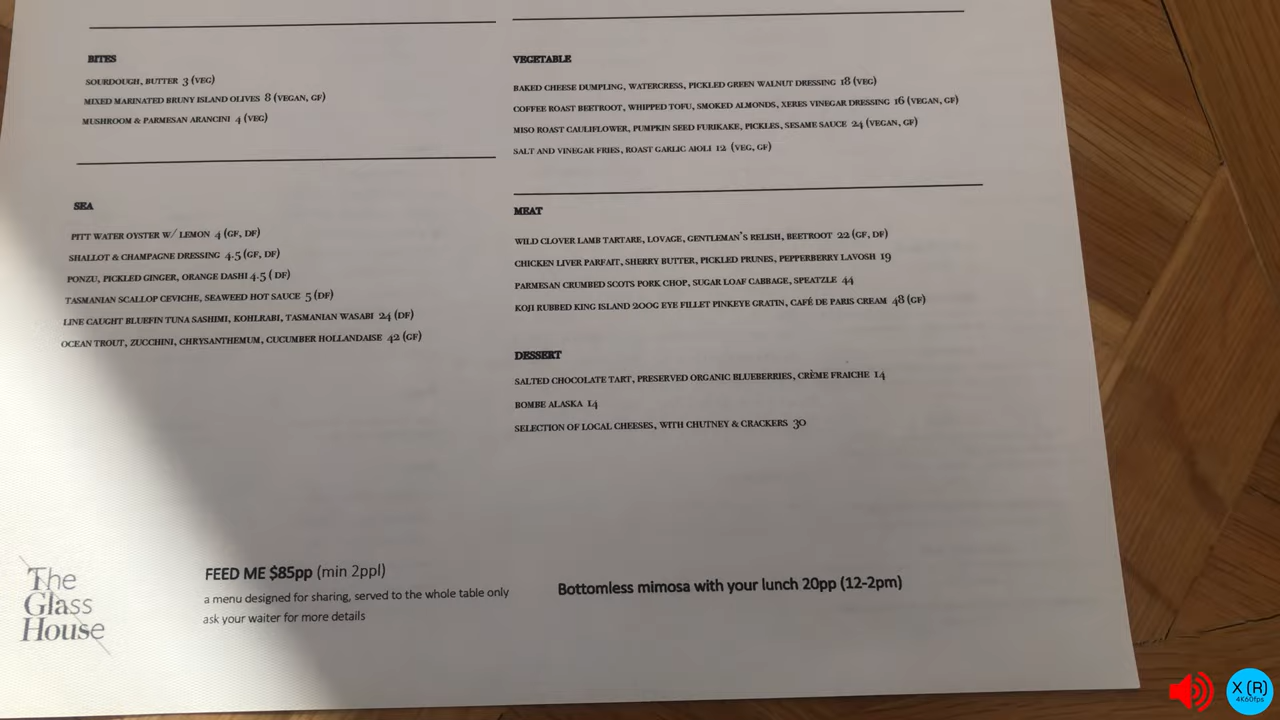 BITES
SOURDOUGH, BUTTER 3 (VEG)
MIXED MARINATED BRUNY ISLAND OLIVES 8 (VEGAN, GF)
MUSHROOM & PARMESAN ARANCINI 4 (VEG)
SEA
PITT WATER OYSTER W/ LEMON 4 (GF, DF)
SHALLOT & CHAMPAGNE DRESSING 4.5 (GF, DF)
PONZU, PICKLED GINGER, ORANGE DASHI 4.5 ( DF)
TASMANIAN SCALLOP CEVICHE, SEAWEED HOT SAUCE 5 (DF)
LINE CAUGHT BLUEFIN TUNA SASHIMI, KOHLRABI, TASMANIAN WASABI 24 (DF)
OCEAN TROUT, ZUCCHINI, CHRYSANTHEMUM, CUCUMBER HOLLANDAISE 42 (GF)
VEGETABLE
BAKED CHEESE DUMPLING, WATERCRESS, PICKLED GREEN WALNUT DRESSING 18 (VEG)
COFFEE ROAST BEETROOT, WHIPPED TOFU, SMOKED ALMONDS, XERES VINEGAR DRESSING 16 (VEGAN, GF)
MISO ROAST CAULIFLOWER, PUMPKIN SEED FURIKAKE, PICKLES, SESAME SAUCE 24 (VEGAN, GF)
SALT AND VINEGAR FRIES, ROAST GARLIC AIOLI 12 (VEG, GF)
MEAT
WILD CLOVER LAMB TARTARE, LOVAGE, GENTLEMAN'S RELISH, BEETROOT 22 (GF, DF)
CHICKEN LIVER PARFAIT, SHERRY BUTTER, PICKLED PRUNES, PEPPERBERRY LAVOSH 19
PARMESAN CRUMBED SCOTS PORK CHOP, SUGAR LOAF CABBAGE, SPEATZLE 44
KOJI RUBBED KING ISLAND 200G EYE FILLET PINKEYE GRATIN, CAFÉ DE PARIS CREAM 48 (GF)
DESSERT
SALTED CHOCOLATE TART, PRESERVED ORGANIC BLUEBERRIES, CRÈME FRAICHE 14
BOMBE ALASKA 14
SELECTION OF LOCAL CHEESES, WITH CHUTNEY & CRACKERS 30
The
Glass
House
FEED ME $85pp (min 2ppl)
a menu designed for sharing, served to the whole table only
ask your waiter for more details
Bottomless mimosa with your lunch 20pp (12-2pm)
X (R)
4K60fps